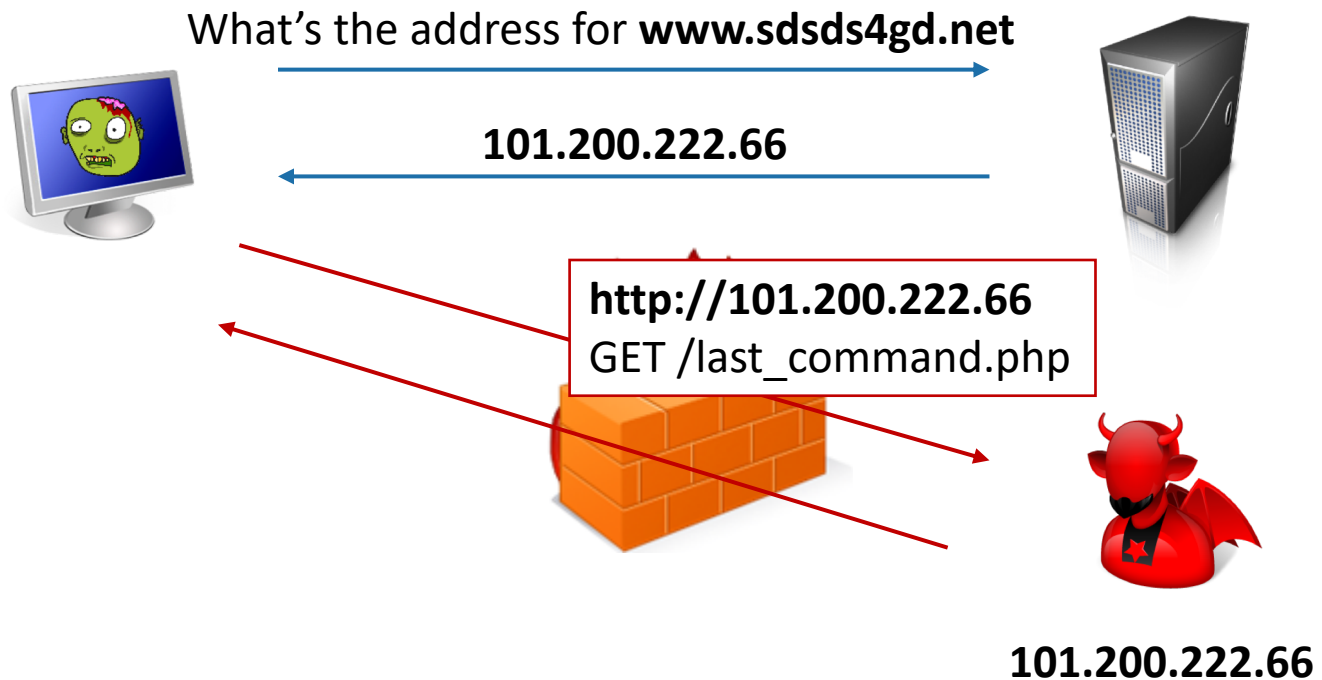 What’s the address for www.sdsds4gd.net
101.200.222.66
http://101.200.222.66
GET /last_command.php
101.200.222.66